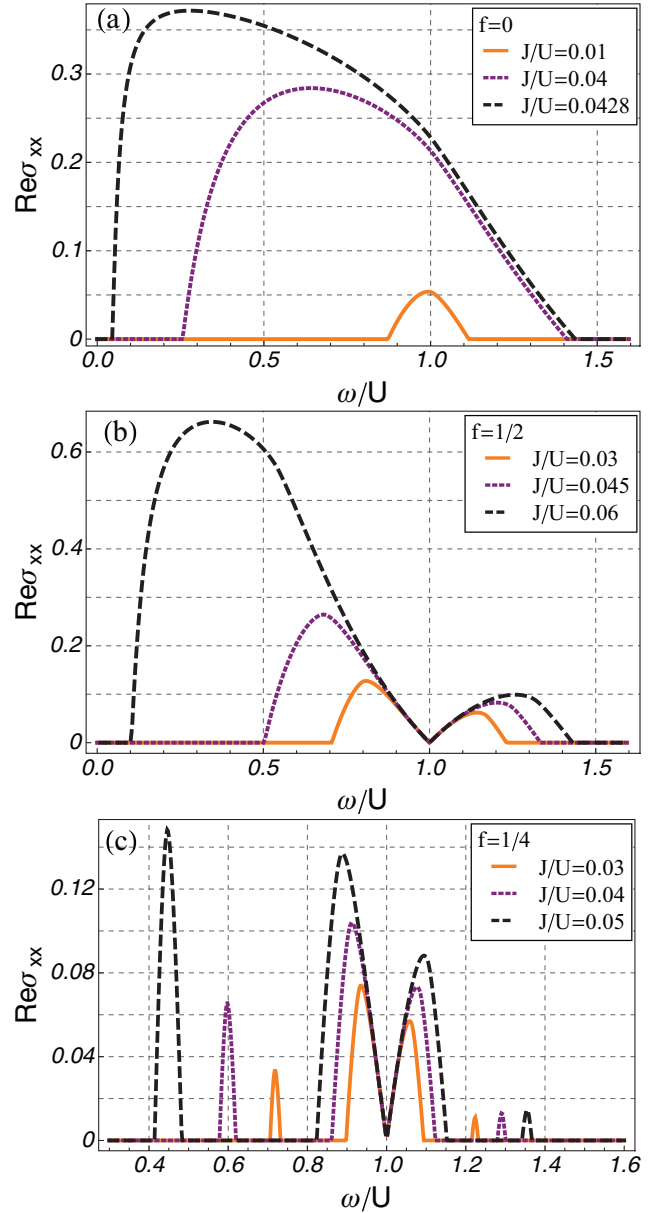 (a)
f=0
J/U=0.01
J/U=0.04
J/U=0.0428
Reσxx
0.3
0.2
0.1
0
0.0 0.5 1.0 1.5
ω/U
(b)
f=1/2
J/U=0.03
J/U=0.045
J/U=0.06
Reσxx
0.6
0.4
0.2
0
0.0 0.5 1.0 1.5
ω/U
(c)
f=1/4
J/U=0.03
J/U=0.04
J/U=0.05
Reσxx
0.12
0.08
0.04
0
0.4 0.6 0.8 1.0 1.2 1.4 1.6
ω/U